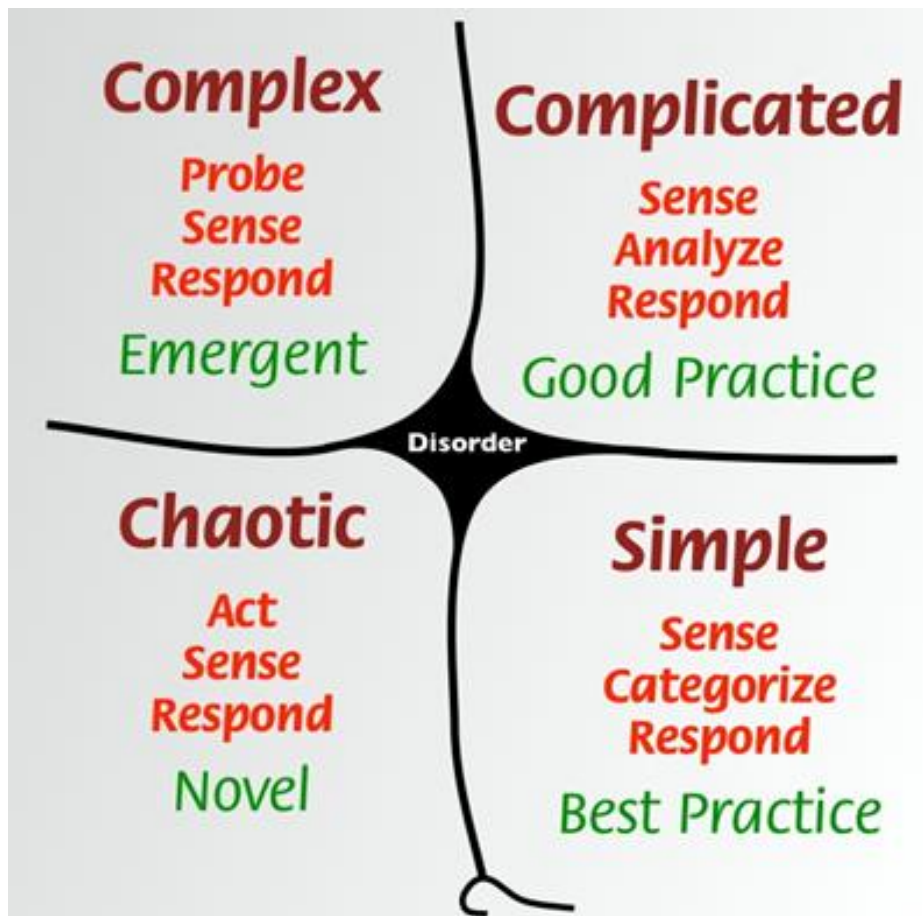 Complex
Probe
Sense
Respond
Emergent
Complicated
Sense
Analyze
Respond
Good Practice
Disorder
Chaotic
Act
Sense
Respond
Novel
Simple
Sense
Categorize
Respond
Best Practice